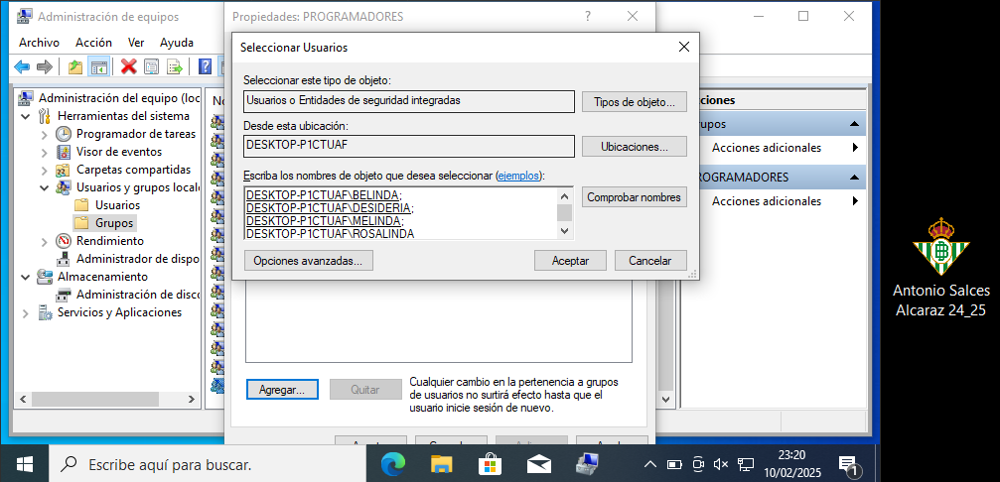 Administración de equipos
Archivo Acción Ver Ayuda
Administración del equipo (loc
Herramientas del sistema
Programador de tareas
Visor de eventos
Carpetas compartidas
Usuarios y grupos locale
Usuarios
Grupos
Rendimiento
Administrador de dispo
Almacenamiento
Administración de disco
Servicios y Aplicaciones
Propiedades: PROGRAMADORES
Seleccionar Usuarios
Seleccionar este tipo de objeto:
Usuarios o Entidades de seguridad integradas
Tipos de objeto...
Desde esta ubicación:
DESKTOP-P1CTUAF
Ubicaciones...
Escriba los nombres de objeto que desea seleccionar (ejemplos):
DESKTOP-P1CTUAF\BELINDA;
DESKTOP-P1CTUAF\DESIDERIA;
DESKTOP-P1CTUAF\MELINDA;
DESKTOP-P1CTUAF\ROSALINDA
Comprobar nombres
Opciones avanzadas...
Aceptar
Cancelar
Agregar...
Quitar
Cualquier cambio en la pertenencia a grupos
de usuarios no surtirá efecto hasta que el
usuario inicie sesión de nuevo.
ciones
upos
Acciones adicionales
ROGRAMADORES
Acciones adicionales
Antonio Salces
Alcaraz 24_25
Escribe aquí para buscar.
23:20
10/02/2025
1